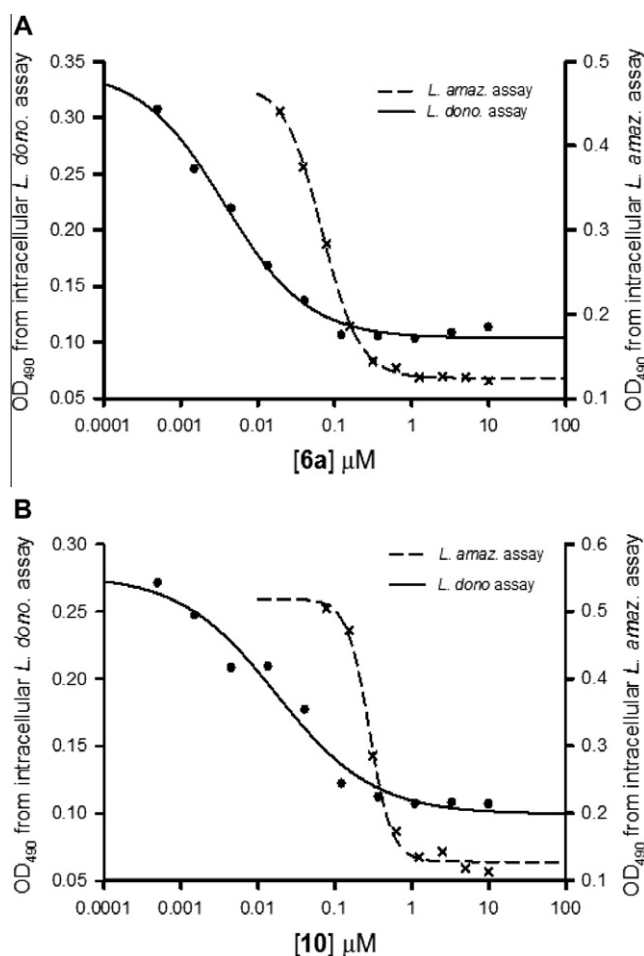 A
OD490 from intracellular L. dono. assay
0.35
0.30
0.25
0.20
0.15
0.10
0.05
L. amaz. assay
L. dono. assay
0.5
0.4
0.3
0.2
0.1
OD490 from intracellular L. amaz. assay
0.0001 0.001 0.01 0.1 1 10 100
[6a] μM
B
OD490 from intracellular L. dono. assay
0.30
0.25
0.20
0.15
0.10
0.05
L. amaz. assay
L. dono assay
0.6
0.5
0.4
0.3
0.2
0.1
OD490 from intracellular L. amaz. assay
0.0001 0.001 0.01 0.1 1 10 100
[10] μM